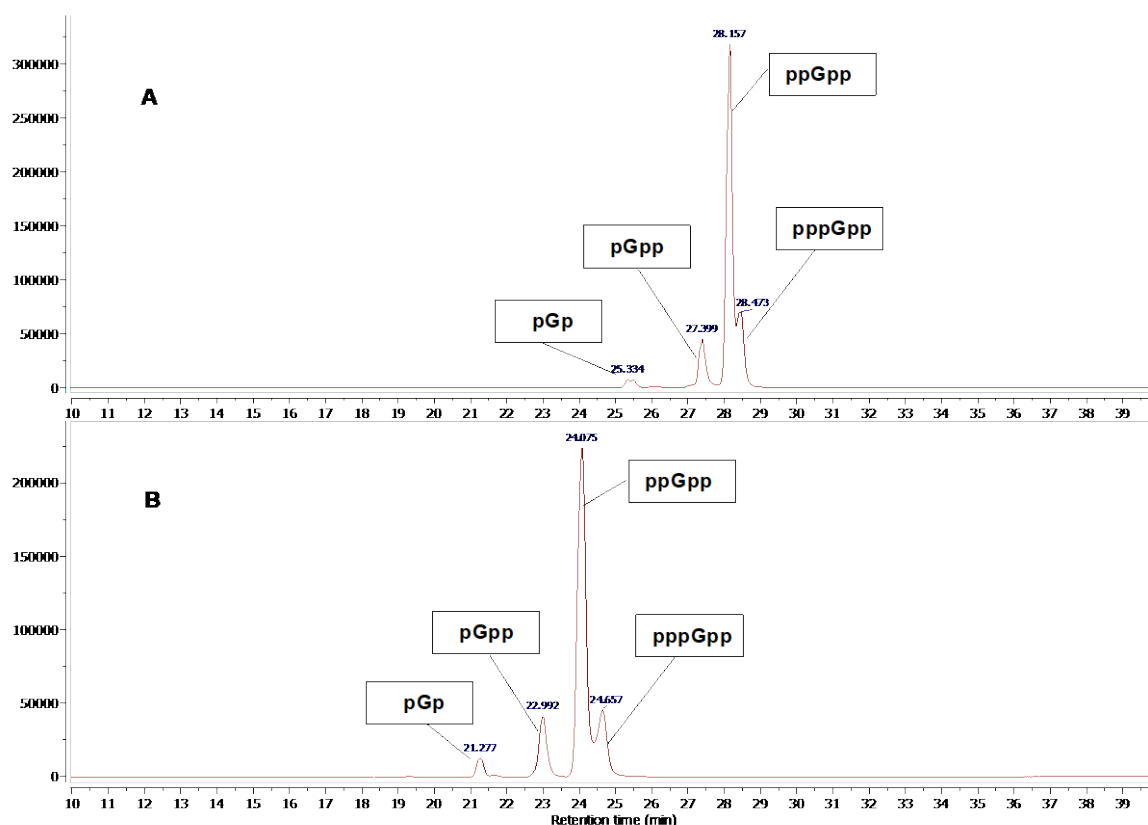 28.157
ppGpp
300000
A
250000
200000
pppGpp
pGpp
150000
100000
pGp
28.473
27.399
50000
25.334
0
10 11 12 13 14 15 16 17 18 19 20 21 22 23 24 25 26 27 28 29 30 31 32 33 34 35 36 37 38 39
24.075
ppGpp
200000
B
150000
pGpp
pppGpp
100000
pGp
24.657
22.992
50000
21.277
0
10 11 12 13 14 15 16 17 18 19 20 21 22 23 24 25 26 27 28 29 30 31 32 33 34 35 36 37 38 39
Retention time (min)